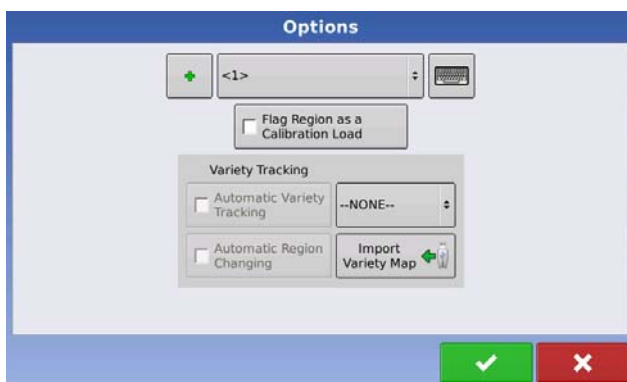 Options
<1>
Flag Region as a
Calibration Load
Variety Tracking
Automatic Variety
Tracking
--NONE--
Automatic Region
Changing
Import
Variety Map